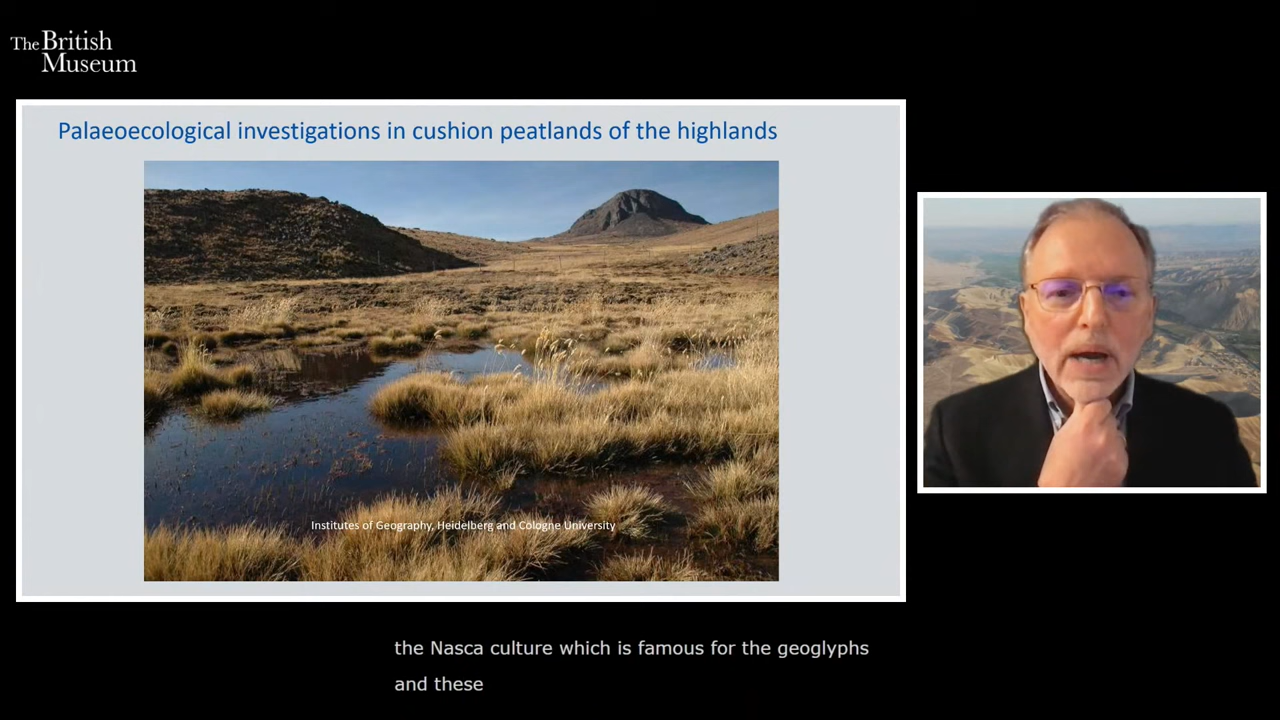 The British
Museum
Palaeoecological investigations in cushion peatlands of the highlands
Institutes of Geography, Heidelberg and Cologne University
the Nasca culture which is famous for the geoglyphs
and these